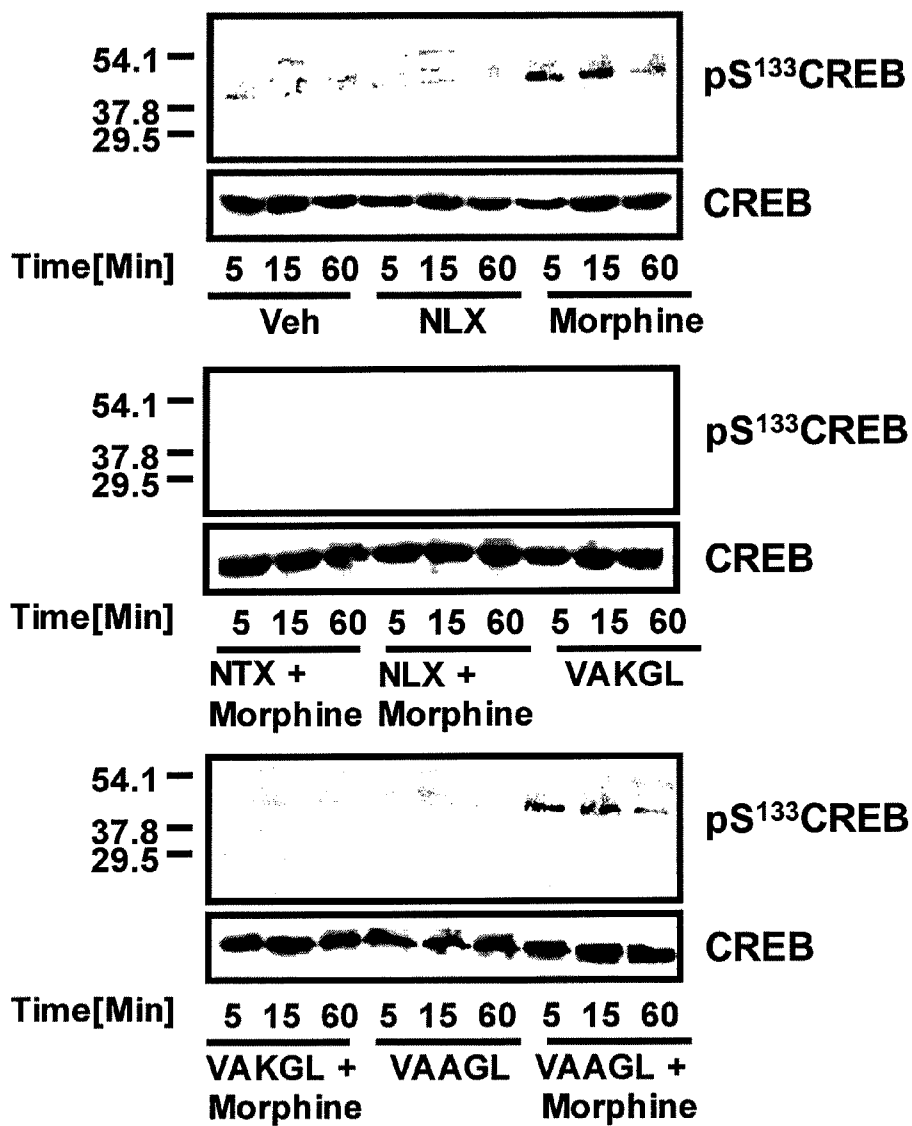 54.1
37.8
29.5
pS¹³³CREB
CREB
Time[Min] 5 15 60 5 15 60 5 15 60
Veh NLX Morphine
54.1
37.8
29.5
pS¹³³CREB
CREB
Time[Min] 5 15 60 5 15 60 5 15 60
NTX + NLX + VAKGL
Morphine Morphine
54.1
37.8
29.5
pS¹³³CREB
CREB
Time[Min] 5 15 60 5 15 60 5 15 60
VAKGL + VAAGL VAAGL +
Morphine Morphine